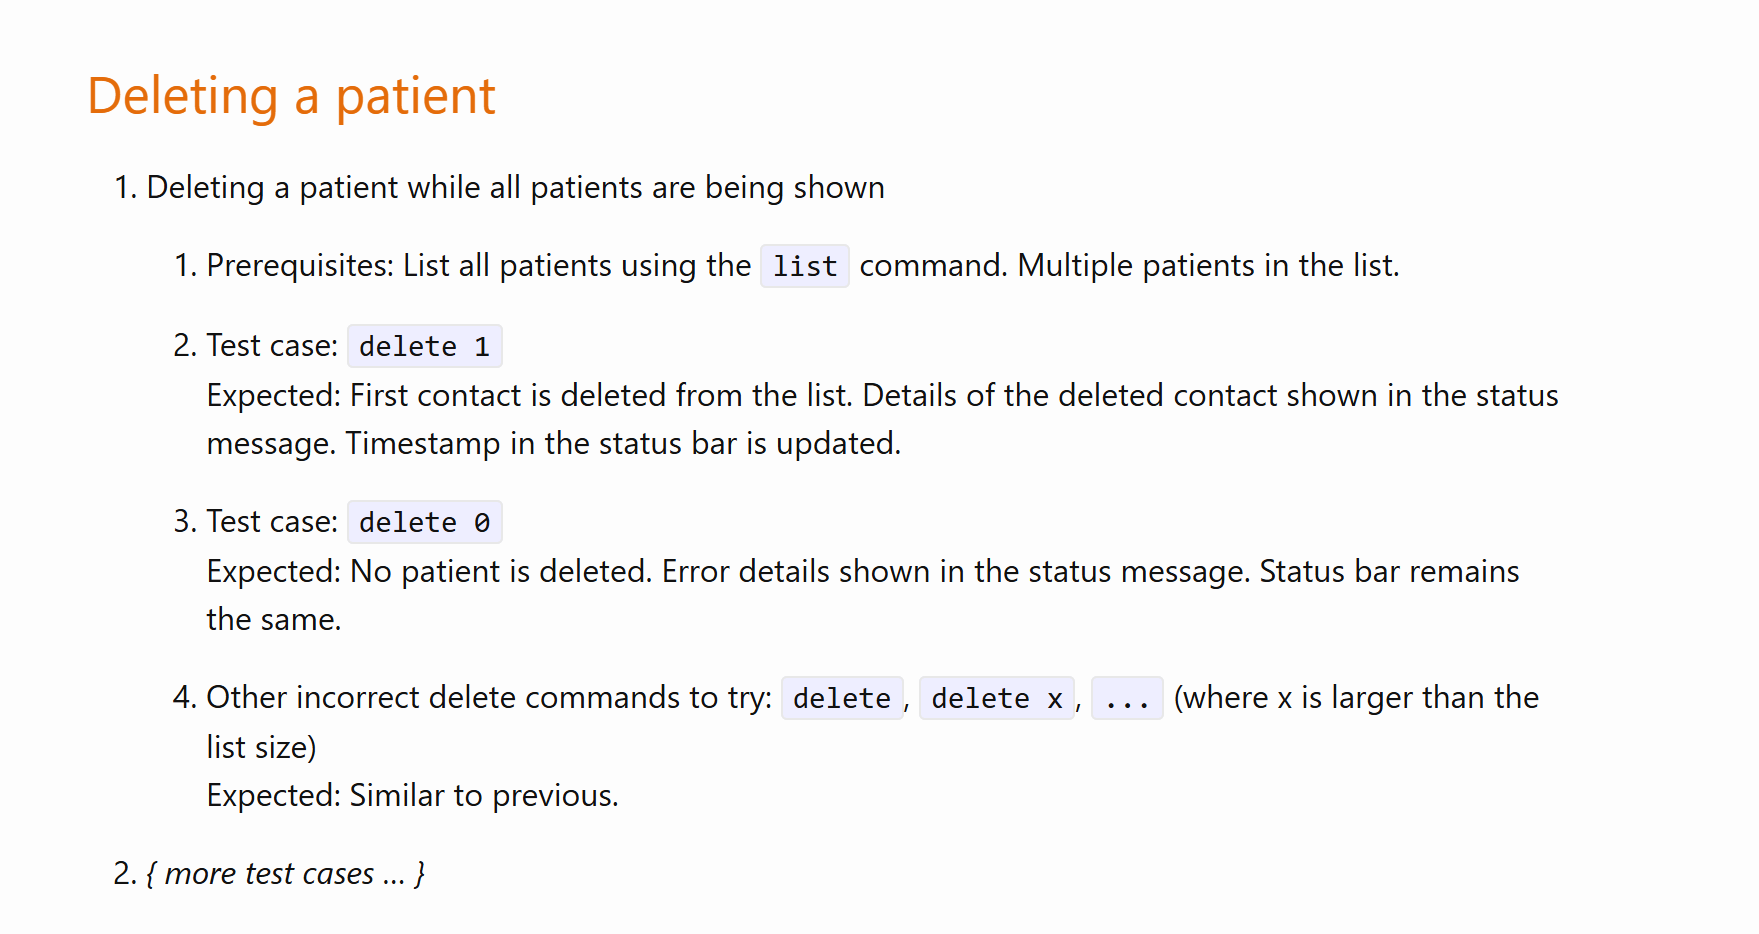 Deleting a patient
1. Deleting a patient while all patients are being shown
1. Prerequisites: List all patients using the list command. Multiple patients in the list.
2. Test case: delete 1
Expected: First contact is deleted from the list. Details of the deleted contact shown in the status
message. Timestamp in the status bar is updated.
3. Test case: delete 0
Expected: No patient is deleted. Error details shown in the status message. Status bar remains
the same.
4. Other incorrect delete commands to try: delete, delete x, ... (where x is larger than the
list size)
Expected: Similar to previous.
2. { more test cases … }